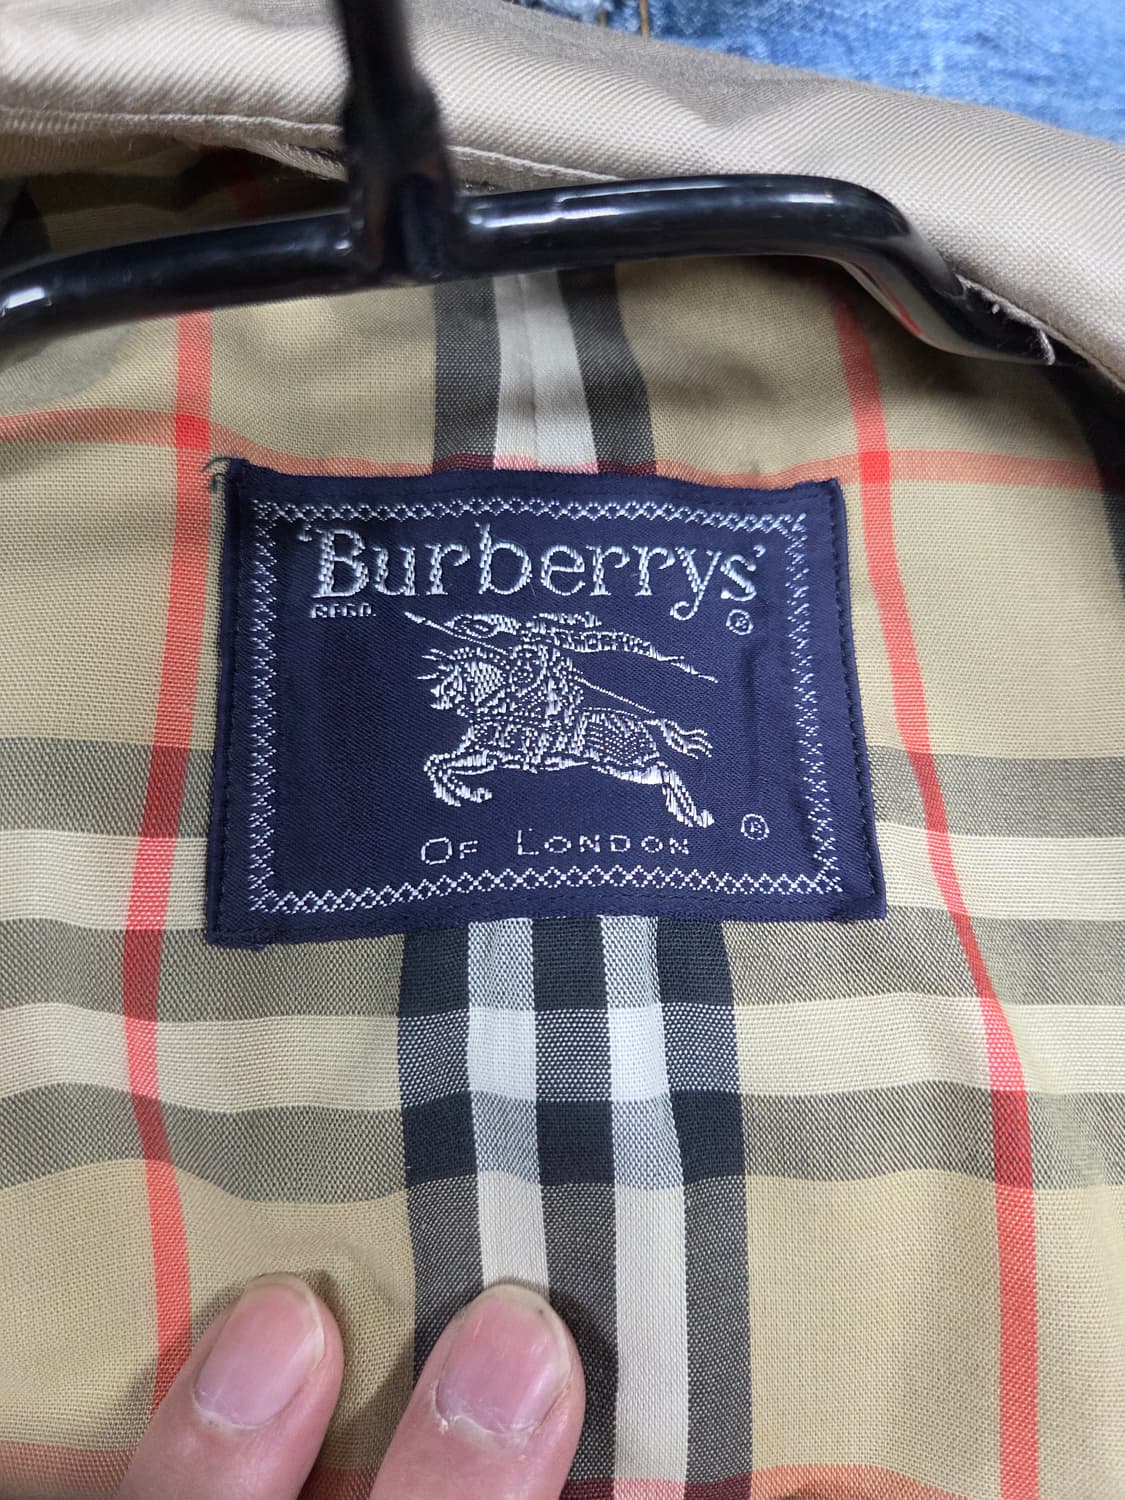 'Burberrys'
REGD ®
OF LONDON ®